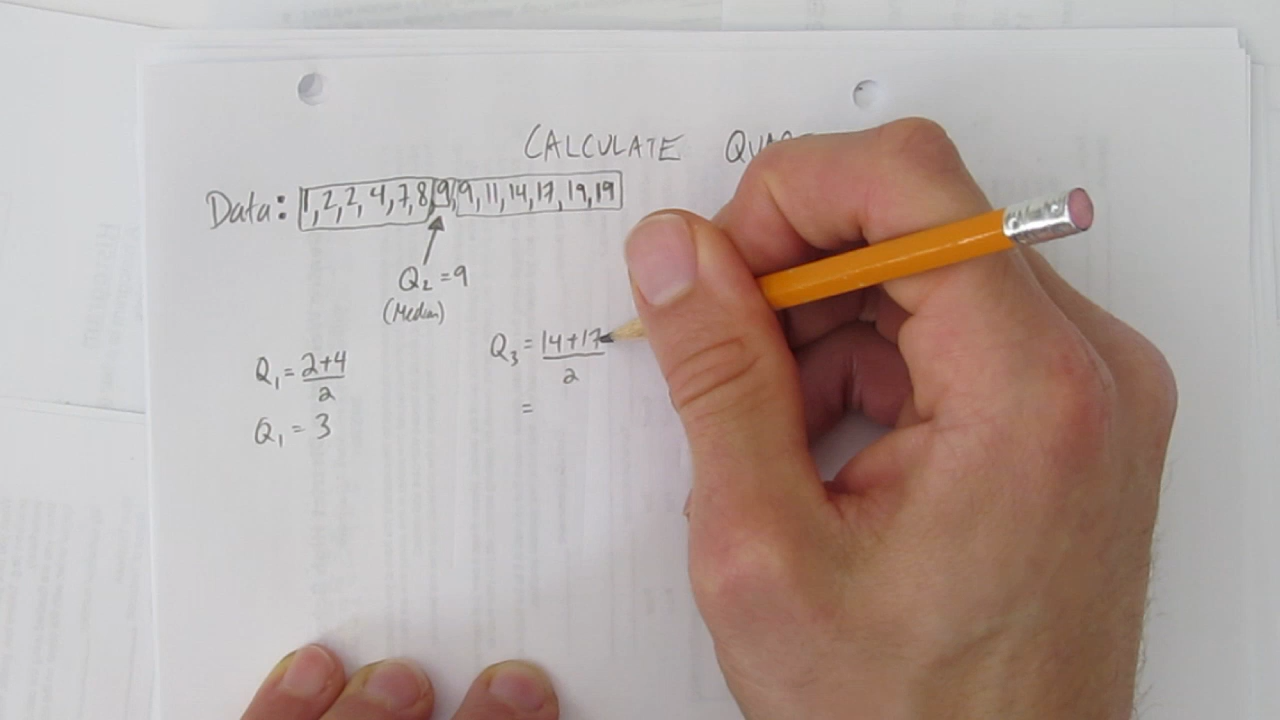 CALCULATE
Data: 1, 2, 2, 4, 7, 8, 9, 9, 11, 14, 17, 19, 19
Q₂ = 9
(Median)
Q₁ = 2+4/2
Q₁ = 3
Q₃ = 14+17/2
=